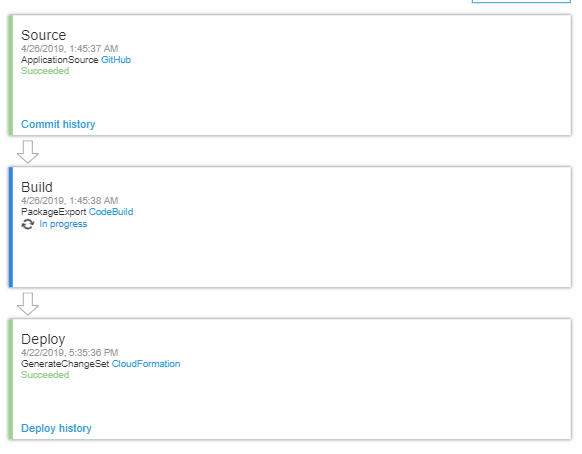 Source
4/26/2019, 1:45:37 AM
ApplicationSource GitHub
Succeeded
Commit history
Build
4/26/2019, 1:45:38 AM
PackageExport CodeBuild
In progress
Deploy
4/22/2019, 5:35:36 PM
GenerateChangeSet CloudFormation
Succeeded
Deploy history